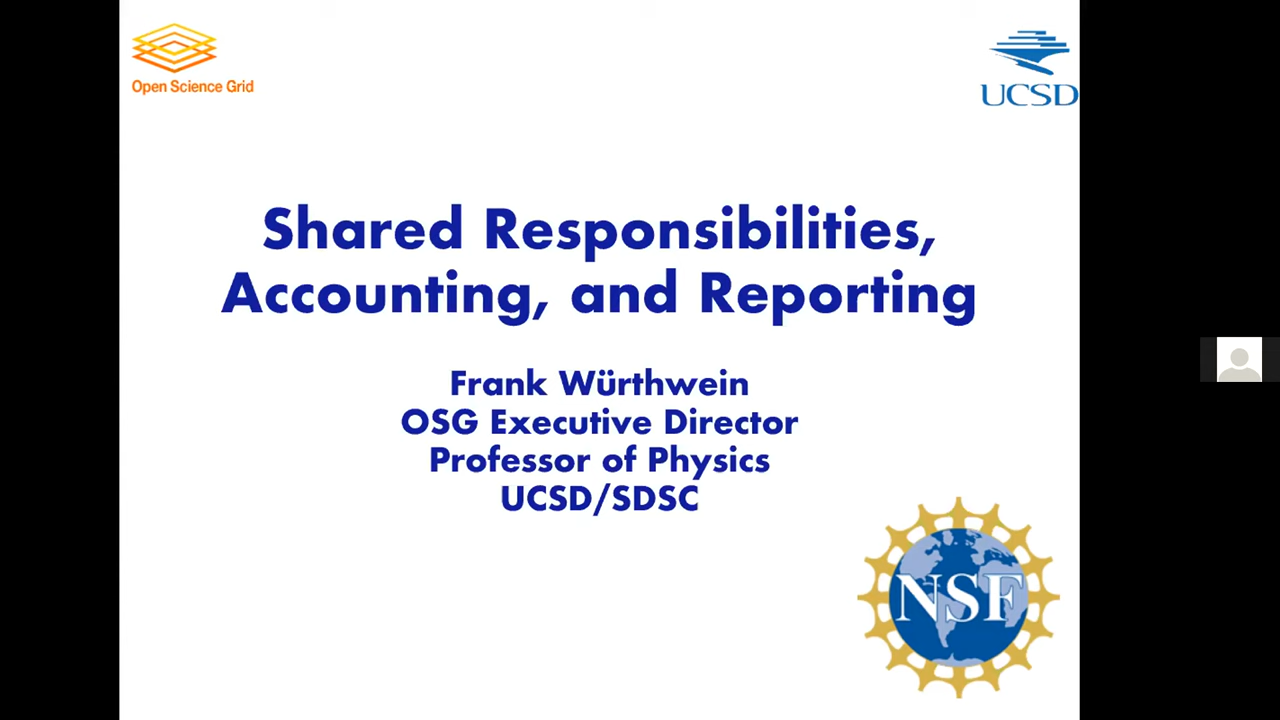 Open Science Grid
UCSD
Shared Responsibilities,
Accounting, and Reporting
Frank Würthwein
OSG Executive Director
Professor of Physics
UCSD/SDSC
NSF